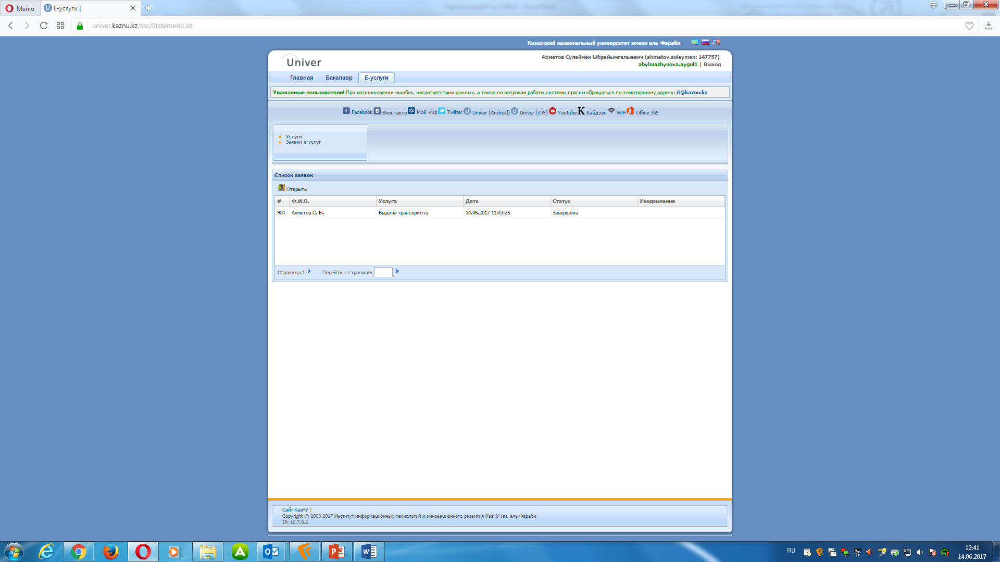 Меню
Е-услуги |
univer.kaznu.kz/ssc/StatementList
Казахский национальный университет имени аль-Фараби
Univer
Ахметов Сулеймен Ыбрайымгалыевич (ahmetov.suleymen: 147757)
abylmazhynova.aygul1 | Выход
Главная Бакалавр Е-услуги
Уважаемые пользователи! При возникновении ошибок, несоответствии данных, а также по вопросам работы системы просим обращаться по электронному адресу: it@kaznu.kz
Facebook Вконтакте Мой мир Twitter Univer (Android) Univer (iOS) Youtube Кайдзен WiFi Office 365
Услуги
Заявки е-услуг
Список заявок
Открыть
# Ф.И.О. Услуга Дата Статус Уведомления
904 Ахметов С. Ы. Выдача транскрипта 14.06.2017 11:43:25 Завершена
Страница 1 Перейти к странице:
Сайт КазНУ |
Copyright © 2003-2017 Институт информационных технологий и инновационного развития КазНУ им. аль-Фараби
IP: 10.7.0.6
RU
12:41
14.06.2017